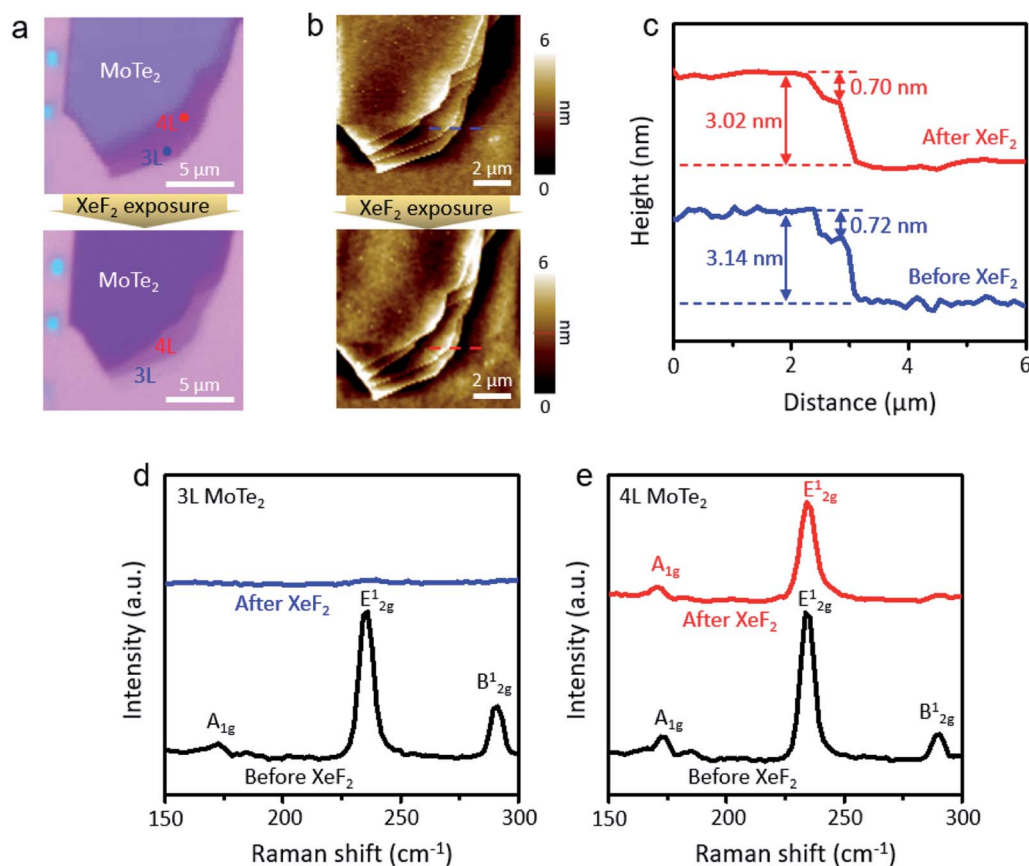 a
MoTe₂
4L
3L
5 μm
XeF₂ exposure
MoTe₂
4L
3L
5 μm
b
6
nm
0
2 μm
XeF₂ exposure
6
nm
0
2 μm
c
Height (nm)
0.70 nm
3.02 nm
After XeF₂
0.72 nm
3.14 nm
Before XeF₂
0 2 4 6
Distance (μm)
d
3L MoTe₂
Intensity (a.u.)
After XeF₂
E¹₂g
A₁g
B¹₂g
Before XeF₂
150 200 250 300
Raman shift (cm⁻¹)
e
4L MoTe₂
Intensity (a.u.)
E¹₂g
A₁g
After XeF₂
E¹₂g
A₁g
B¹₂g
Before XeF₂
150 200 250 300
Raman shift (cm⁻¹)